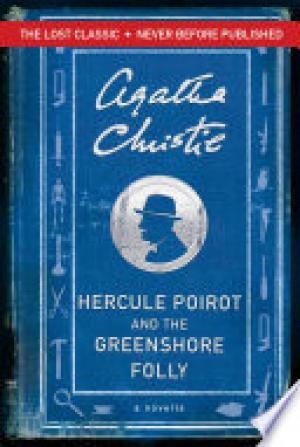 THE LOST CLASSIC • NEVER BEFORE PUBLISHED
Agatha
Christie
HERCULE POIROT
AND THE
GREENSHORE
FOLLY
a novella